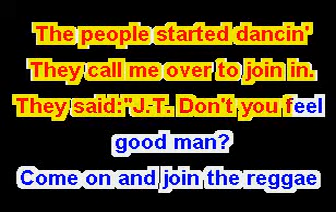 The people started dancin'
They call me over to join in.
They said:"J.-T. Don't you feel
good man?
Come on and join the reggae